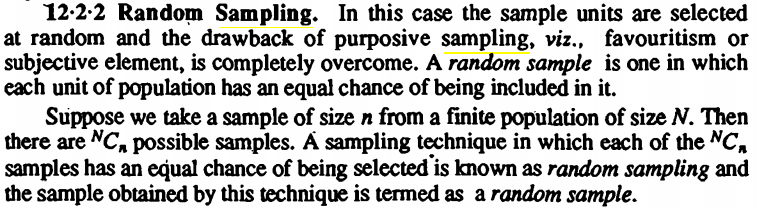 12·2·2 Random Sampling. In this case the sample units are selected
at random and the drawback of purposive sampling, viz., favouritism or
subjective element, is completely overcome. A random sample is one in which
each unit of population has an equal chance of being included in it.
Suppose we take a sample of size n from a finite population of size N. Then
there are ᴺCₙ possible samples. A sampling technique in which each of the ᴺCₙ
samples has an equal chance of being selected is known as random sampling and
the sample obtained by this technique is termed as a random sample.